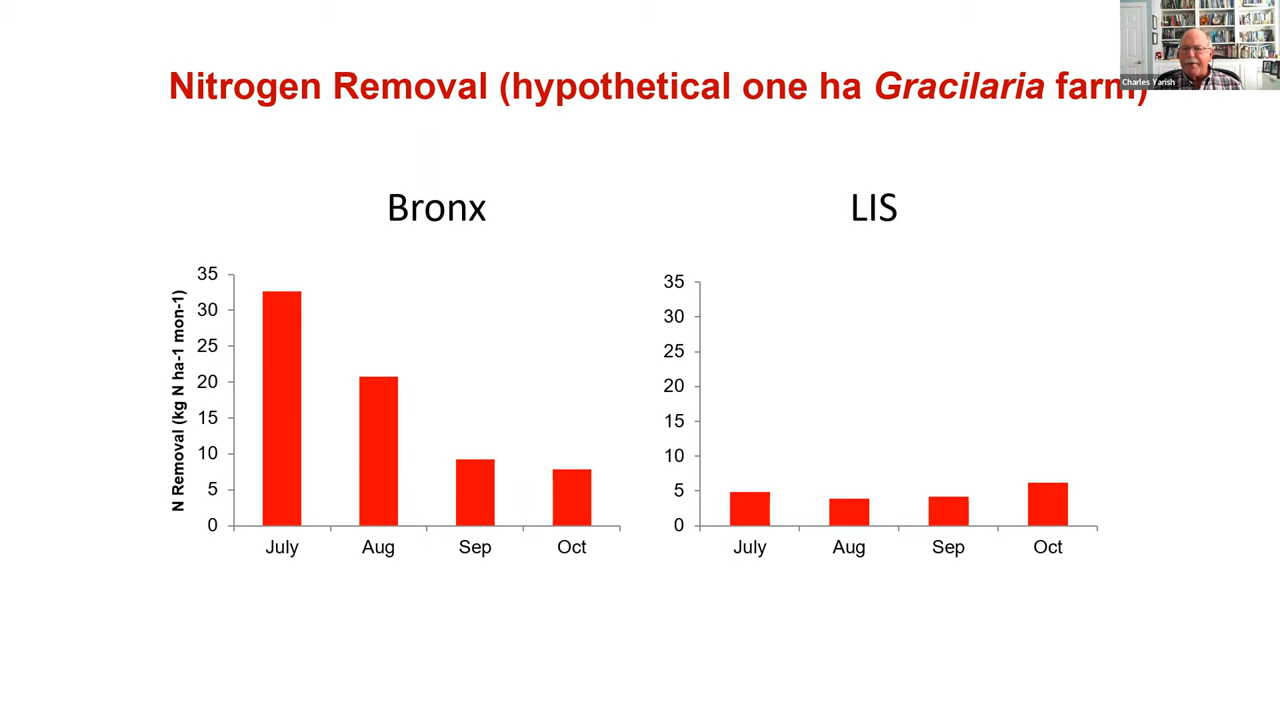 Charles Yarish
Nitrogen Removal (hypothetical one ha Gracilaria farm)
Bronx
LIS
N Removal (kg N ha-1 mon-1)
35
30
25
20
15
10
5
0
July Aug Sep Oct
35
30
25
20
15
10
5
0
July Aug Sep Oct